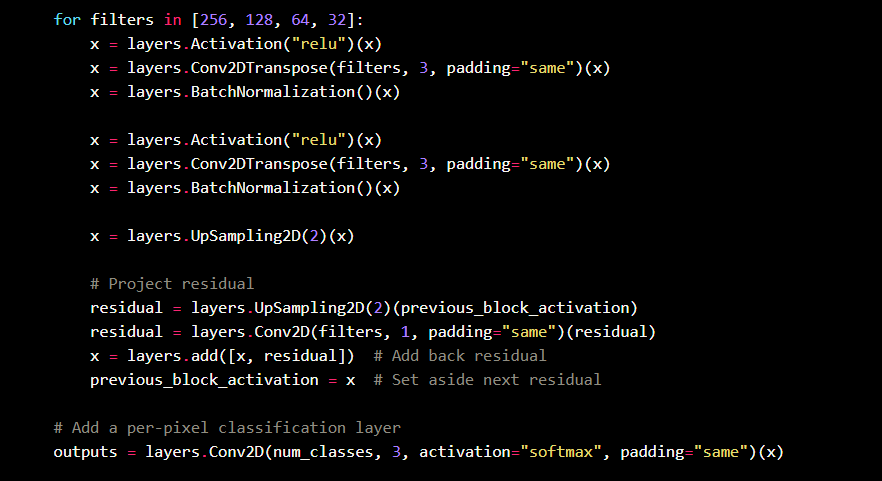 for filters in [256, 128, 64, 32]:
x = layers.Activation("relu")(x)
x = layers.Conv2DTranspose(filters, 3, padding="same")(x)
x = layers.BatchNormalization()(x)
x = layers.Activation("relu")(x)
x = layers.Conv2DTranspose(filters, 3, padding="same")(x)
x = layers.BatchNormalization()(x)
x = layers.UpSampling2D(2)(x)
# Project residual
residual = layers.UpSampling2D(2)(previous_block_activation)
residual = layers.Conv2D(filters, 1, padding="same")(residual)
x = layers.add([x, residual])  # Add back residual
previous_block_activation = x  # Set aside next residual
# Add a per-pixel classification layer
outputs = layers.Conv2D(num_classes, 3, activation="softmax", padding="same")(x)